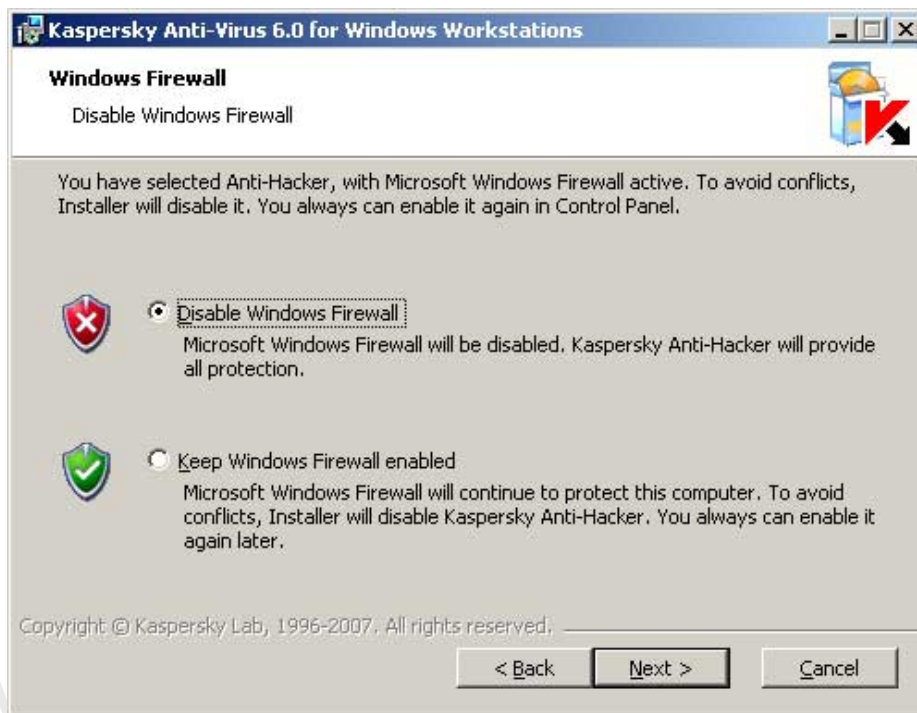 Kaspersky Anti-Virus 6.0 for Windows Workstations
Windows Firewall
Disable Windows Firewall
You have selected Anti-Hacker, with Microsoft Windows Firewall active. To avoid conflicts,
Installer will disable it. You always can enable it again in Control Panel.
Disable Windows Firewall
Microsoft Windows Firewall will be disabled. Kaspersky Anti-Hacker will provide
all protection.
Keep Windows Firewall enabled
Microsoft Windows Firewall will continue to protect this computer. To avoid
conflicts, Installer will disable Kaspersky Anti-Hacker. You always can enable it
again later.
Copyright © Kaspersky Lab, 1996-2007. All rights reserved.
< Back Next > Cancel